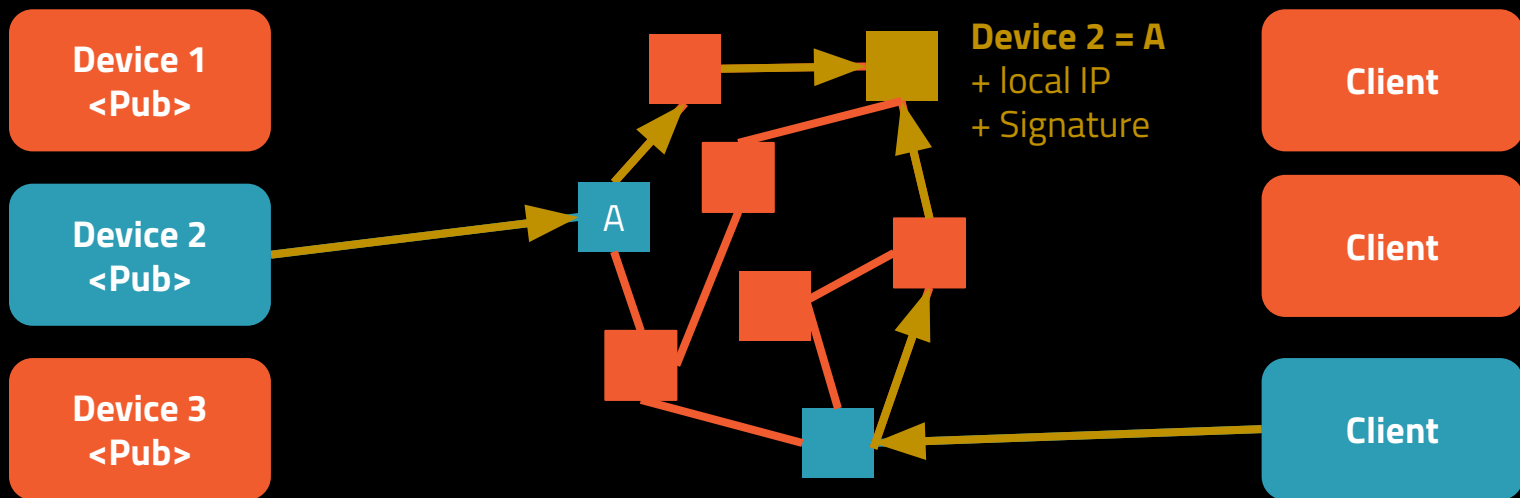 Device 1
<Pub>
Device 2
<Pub>
Device 3
<Pub>
A
Device 2 = A
+ local IP
+ Signature
Client
Client
Client